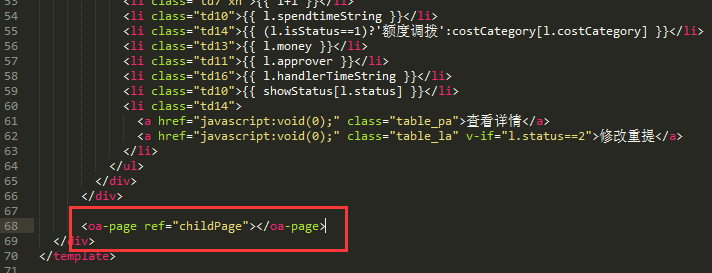 53 <li class="td7 xh">{{ i+1 }}</li>
54 <li class="td10">{{ l.spendtimeString }}</li>
55 <li class="td14">{{ (l.isStatus==1)?'额度调拨':costCategory[l.costCategory] }}</li>
56 <li class="td13">{{ l.money }}</li>
57 <li class="td11">{{ l.approver }}</li>
58 <li class="td16">{{ l.handlerTimeString }}</li>
59 <li class="td10">{{ showStatus[l.status] }}</li>
60 <li class="td14">
61 <a href="javascript:void(0);" class="table_pa">查看详情</a>
62 <a href="javascript:void(0);" class="table_la" v-if="l.status==2">修改重提</a>
63 </li>
64 </ul>
65 </div>
66 </div>
67
68 <oa-page ref="childPage"></oa-page>
69 </div>
70 </template>
71